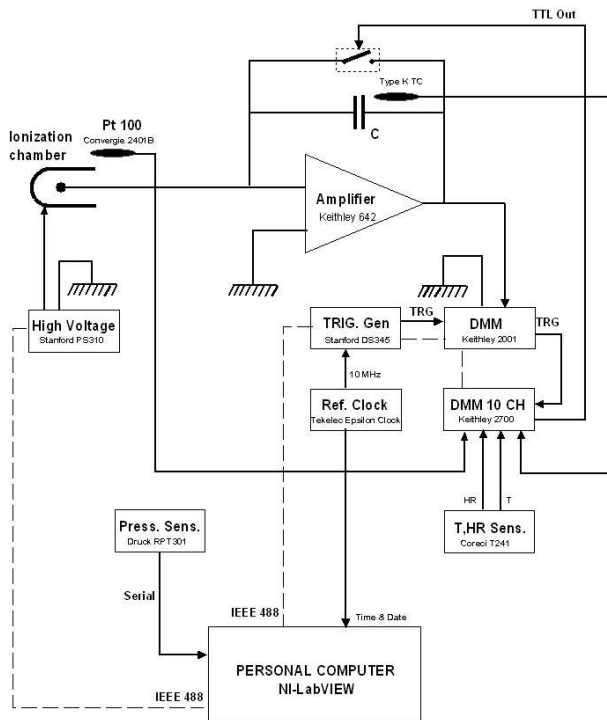 TTL Out
Type K TC
C
Pt 100
Convergie 2401B
Ionization
chamber
Amplifier
Keithley 642
High Voltage
Stanford PS310
TRIG. Gen
Stanford DS345
TRG
DMM
Keithley 2001
TRG
10 MHz
Ref. Clock
Tekelec Epsilon Clock
DMM 10 CH
Keithley 2700
HR
T
T,HR Sens.
Coreci T241
Press. Sens.
Druck RPT301
Serial
IEEE 488
Time & Date
PERSONAL COMPUTER
NI-LabVIEW
IEEE 488